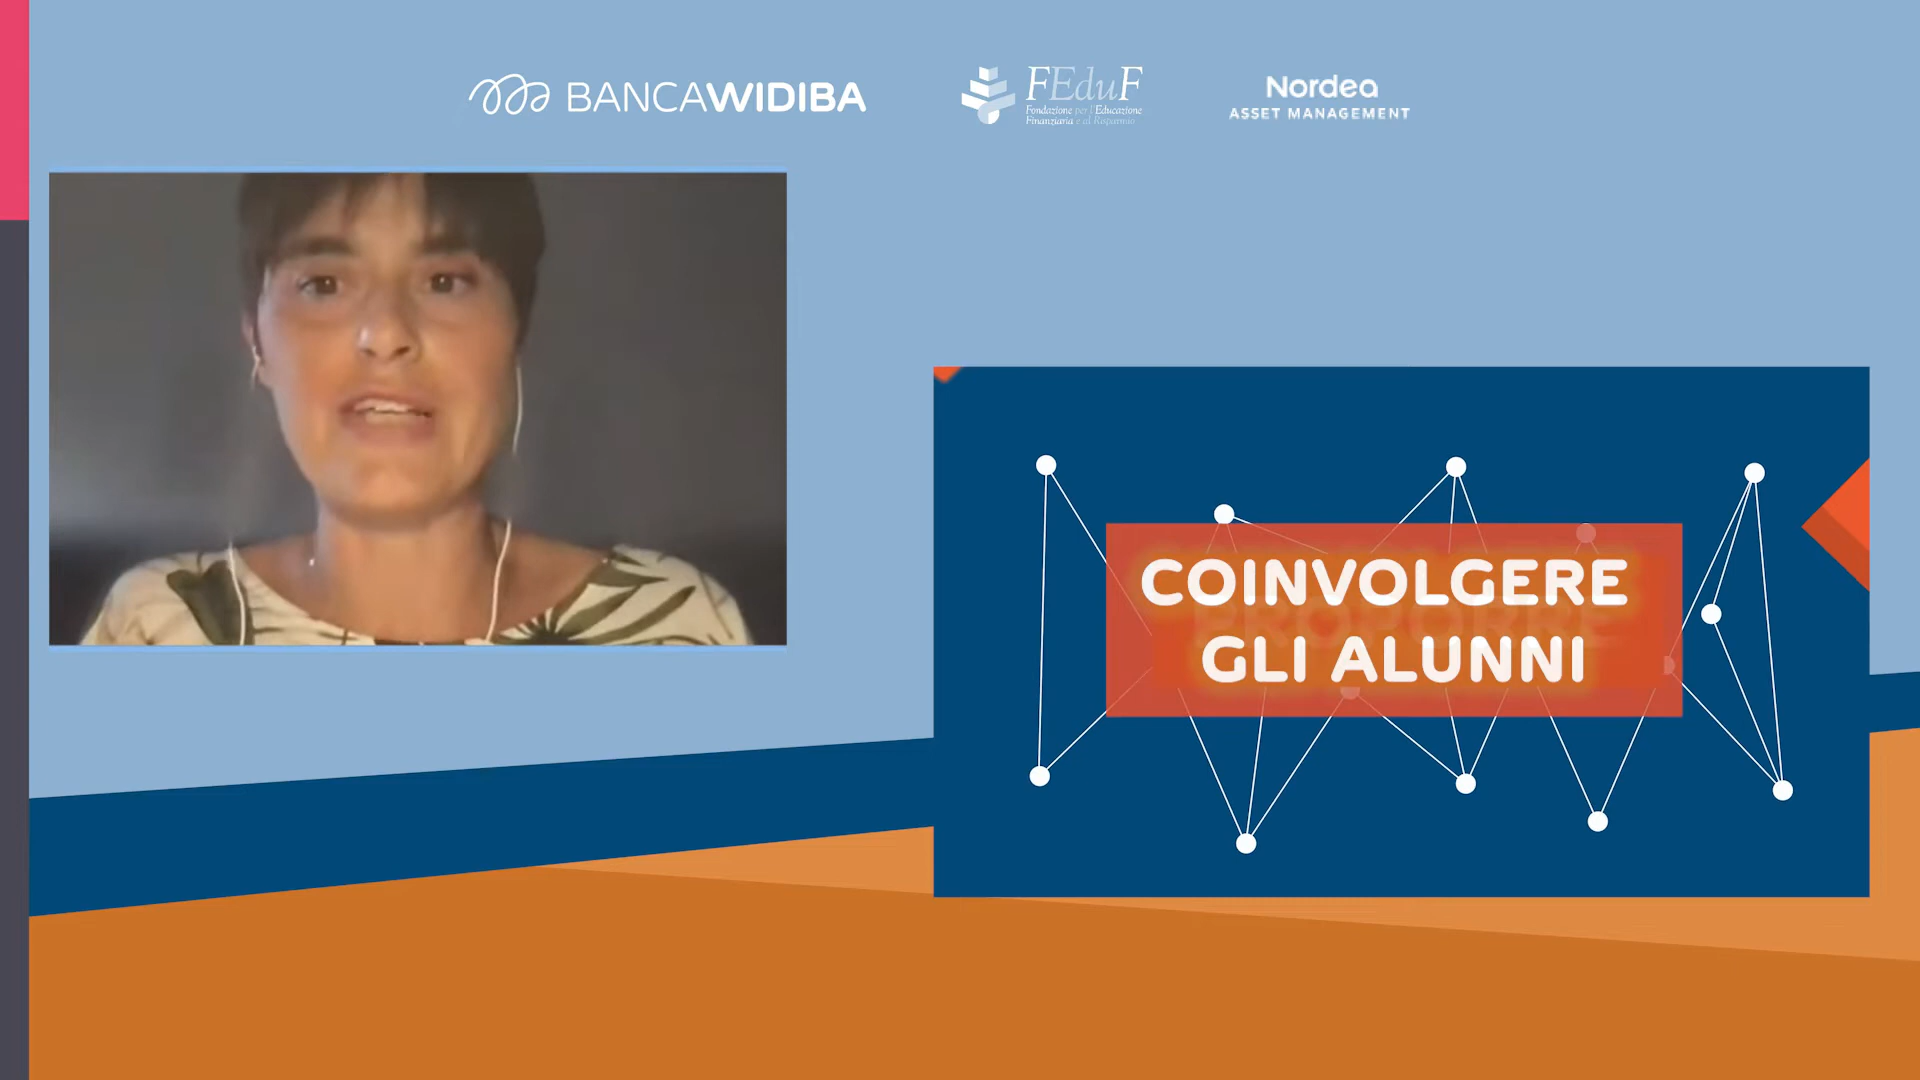 BANCAWIDIBA
FEduF
Fondazione per l'Educazione
Finanziaria e al Risparmio
Nordea
ASSET MANAGEMENT
COINVOLGERE
GLI ALUNNI